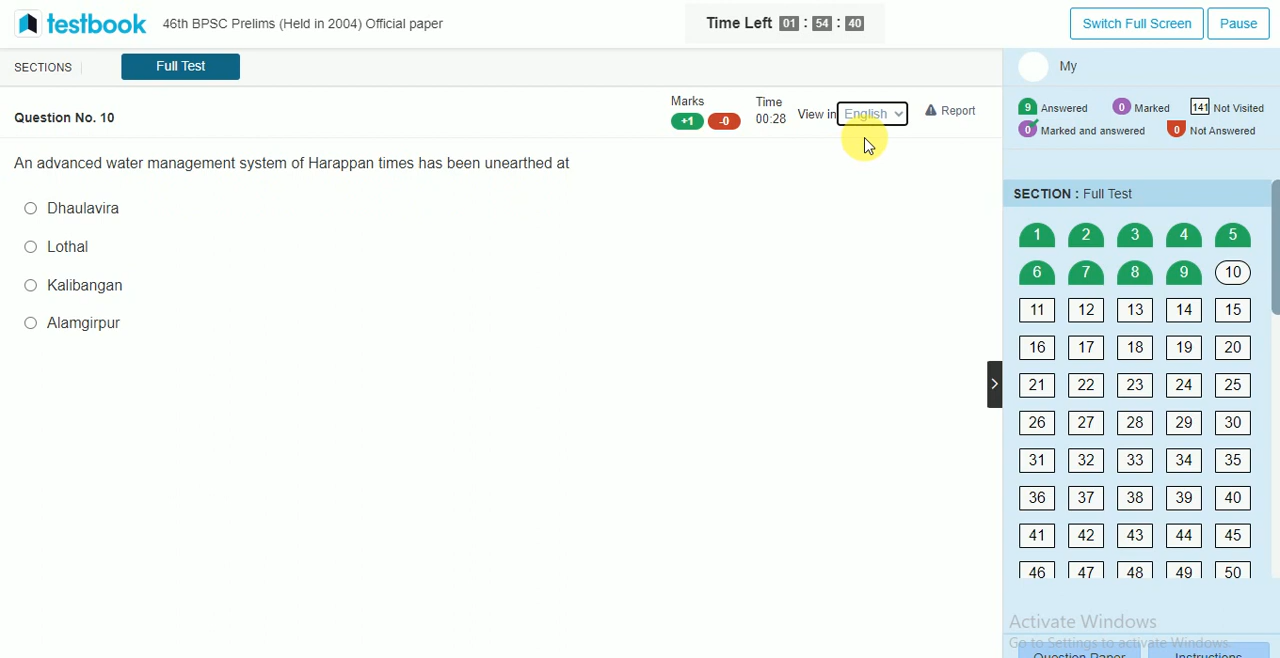 testbook 46th BPSC Prelims (Held in 2004) Official paper Time Left 01 : 54 : 40 Switch Full Screen Pause
SECTIONS Full Test My
Question No. 10 Marks +1 -0 Time 00:28 View in English Report
9 Answered 0 Marked 141 Not Visited
0 Marked and answered 0 Not Answered
An advanced water management system of Harappan times has been unearthed at
Dhaulavira
Lothal
Kalibangan
Alamgirpur
SECTION : Full Test
1 2 3 4 5
6 7 8 9 10
11 12 13 14 15
16 17 18 19 20
21 22 23 24 25
26 27 28 29 30
31 32 33 34 35
36 37 38 39 40
41 42 43 44 45
46 47 48 49 50
Activate Windows
Go to Settings to activate Windows.
Question Paper Instructions